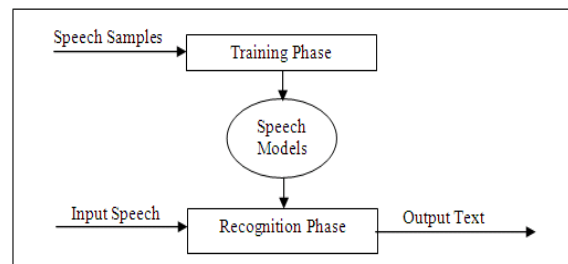 Speech Samples
Training Phase
Speech
Models
Input Speech
Recognition Phase
Output Text